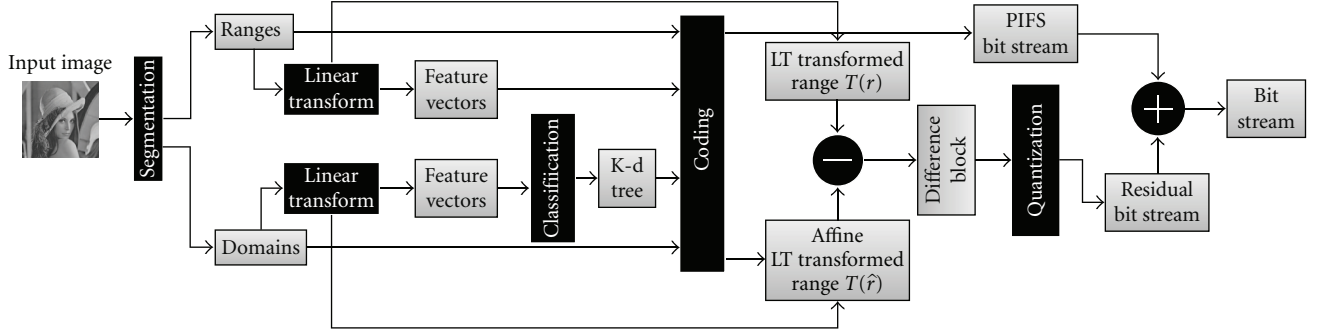 Input image
Segmentation
Ranges
Linear
transform
Feature
vectors
Linear
transform
Feature
vectors
Classifiication
K-d
tree
Domains
Coding
LT transformed
range T(r)
Affine
LT transformed
range T(r̂)
Difference
block
Quantization
PIFS
bit stream
Residual
bit stream
Bit
stream